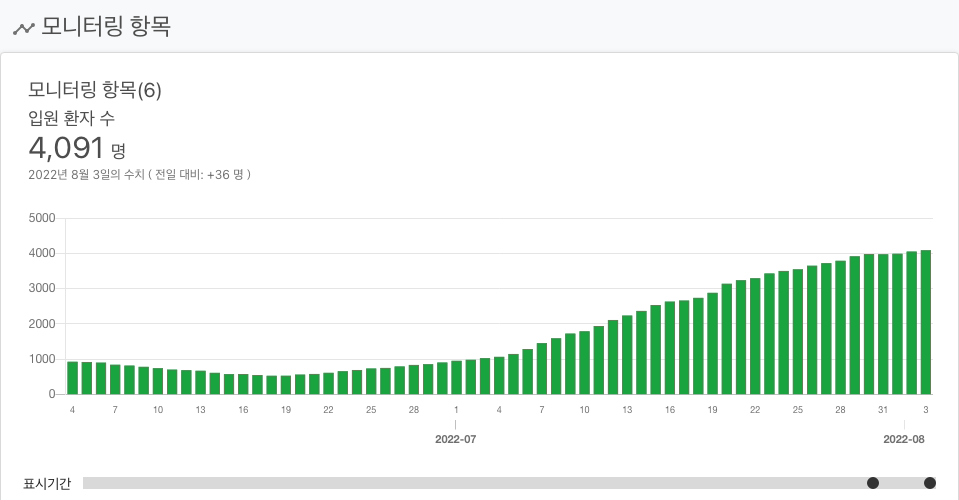 모니터링 항목
모니터링 항목(6)
입원 환자 수
4,091 명
2022년 8월 3일의 수치 ( 전일 대비: +36 명 )
5000
4000
3000
2000
1000
0
4 7 10 13 16 19 22 25 28 1 4 7 10 13 16 19 22 25 28 31 3
2022-07 2022-08
표시기간